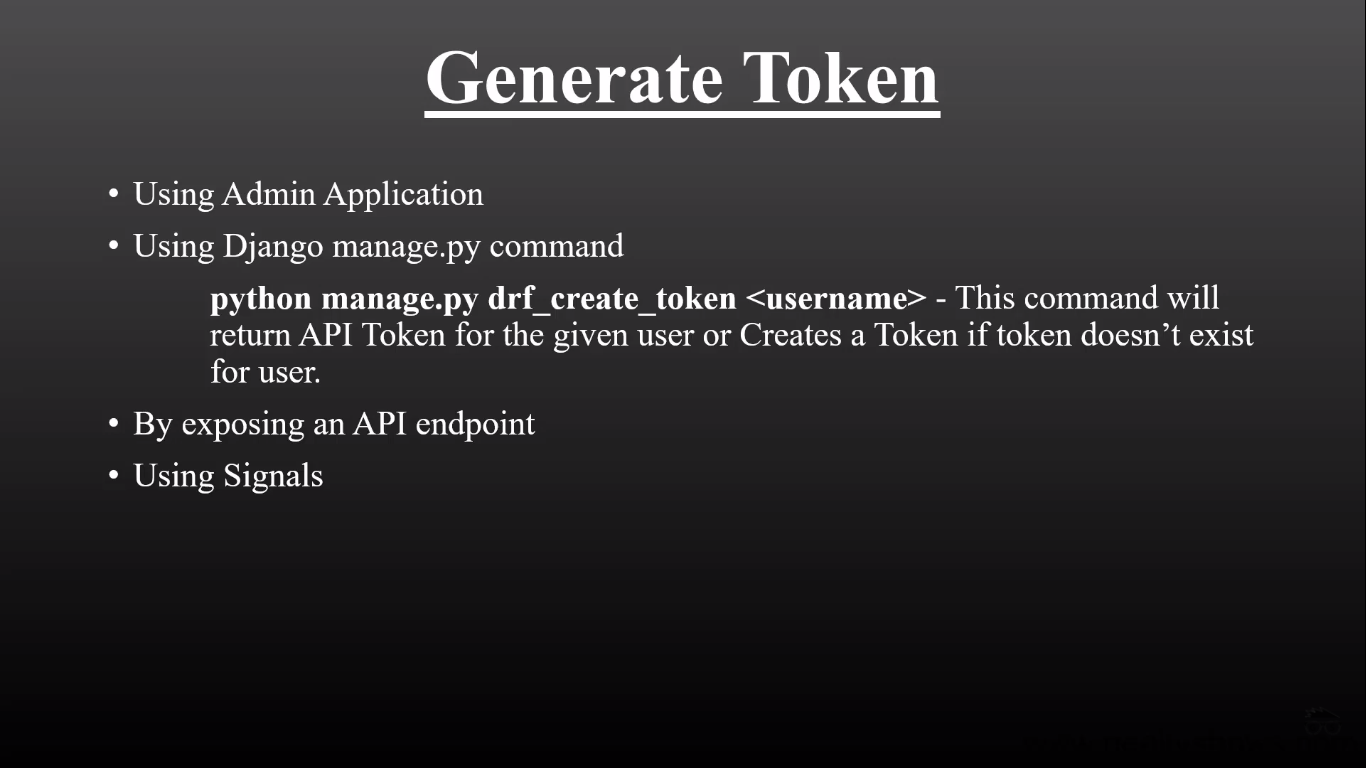 Generate Token
• Using Admin Application
• Using Django manage.py command
python manage.py drf_create_token <username> - This command will
return API Token for the given user or Creates a Token if token doesn’t exist
for user.
• By exposing an API endpoint
• Using Signals